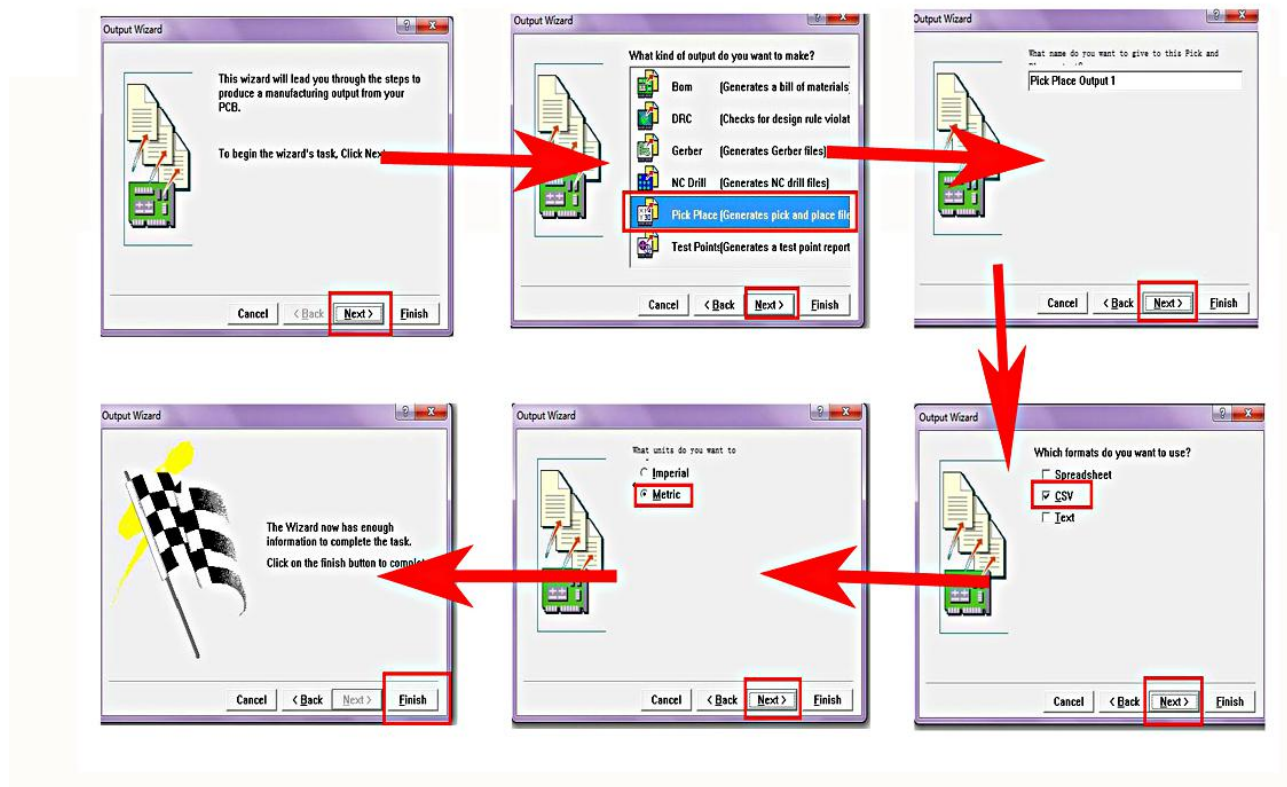 Output Wizard
This wizard will lead you through the steps to
produce a manufacturing output from your
PCB.
To begin the wizard's task, Click
Cancel
< Back
Next >
Finish
Output Wizard
What kind of output do you want to make?
Bom (Generates a bill of materials
DRC (Checks for design rule violat
Gerber (Generates Gerber files)
NC Drill (Generates NC drill files)
Pick Place (Generates pick and place file
Test Points (Generates a test point report
Cancel
< Back
Next >
Finish
Output Wizard
What name do you want to give to this Pick and
Pick Place Output 1
Cancel
< Back
Next >
Finish
Output Wizard
Which formats do you want to use?
Spreadsheet
CSV
Text
Cancel
< Back
Next >
Finish
Output Wizard
What units do you want to
Imperial
Metric
Cancel
< Back
Next >
Finish
Output Wizard
The Wizard now has enough
information to complete the task.
Click on the finish button to
Cancel
< Back
Next >
Finish